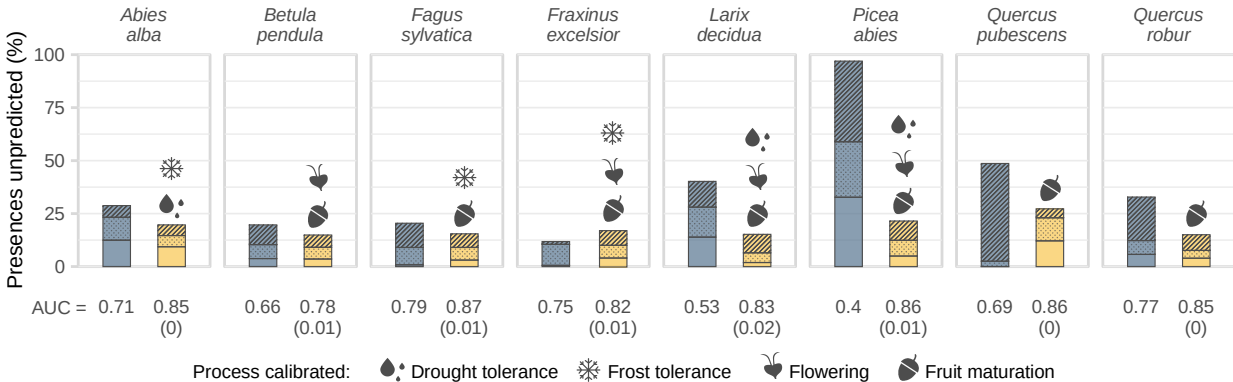 Abies alba
Betula pendula
Fagus sylvatica
Fraxinus excelsior
Larix decidua
Picea abies
Quercus pubescens
Quercus robur
Presences unpredicted (%)
100
75
50
25
0
AUC = 0.71 0.85 0.66 0.78 0.79 0.87 0.75 0.82 0.53 0.83 0.4 0.86 0.69 0.86 0.77 0.85
(0) (0.01) (0.01) (0.01) (0.02) (0.01) (0) (0)
Process calibrated: Drought tolerance Frost tolerance Flowering Fruit maturation